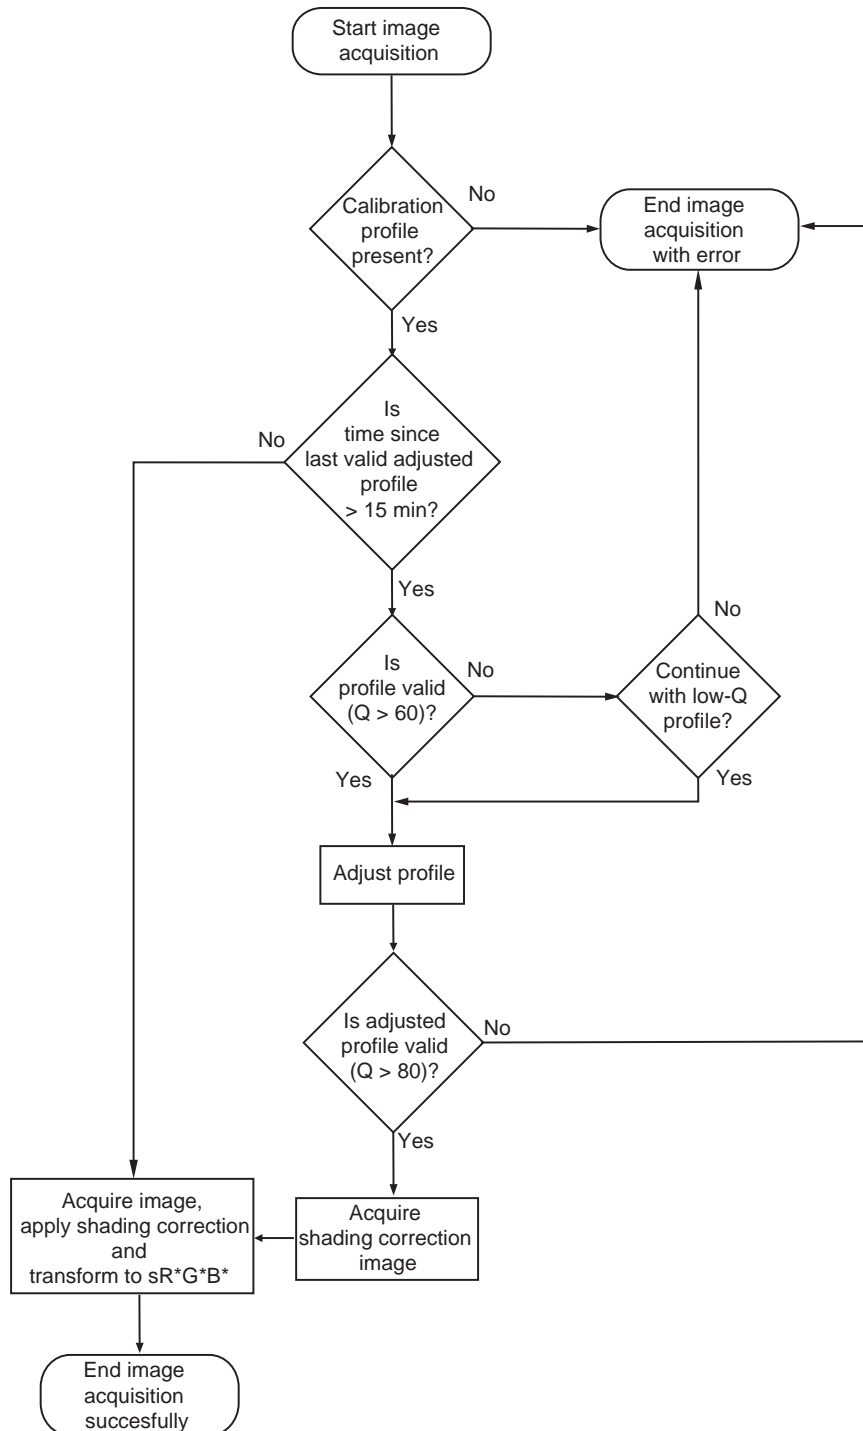 Start image
acquisition
Calibration
profile
present?
No
End image
acquisition
with error
Yes
Is
time since
last valid adjusted
profile
> 15 min?
No
Yes
Is
profile valid
(Q > 60)?
No
Continue
with low-Q
profile?
No
Yes
Yes
Adjust profile
Is adjusted
profile valid
(Q > 80)?
No
Yes
Acquire
shading correction
image
Acquire image,
apply shading correction
and
transform to sR*G*B*
End image
acquisition
succesfully